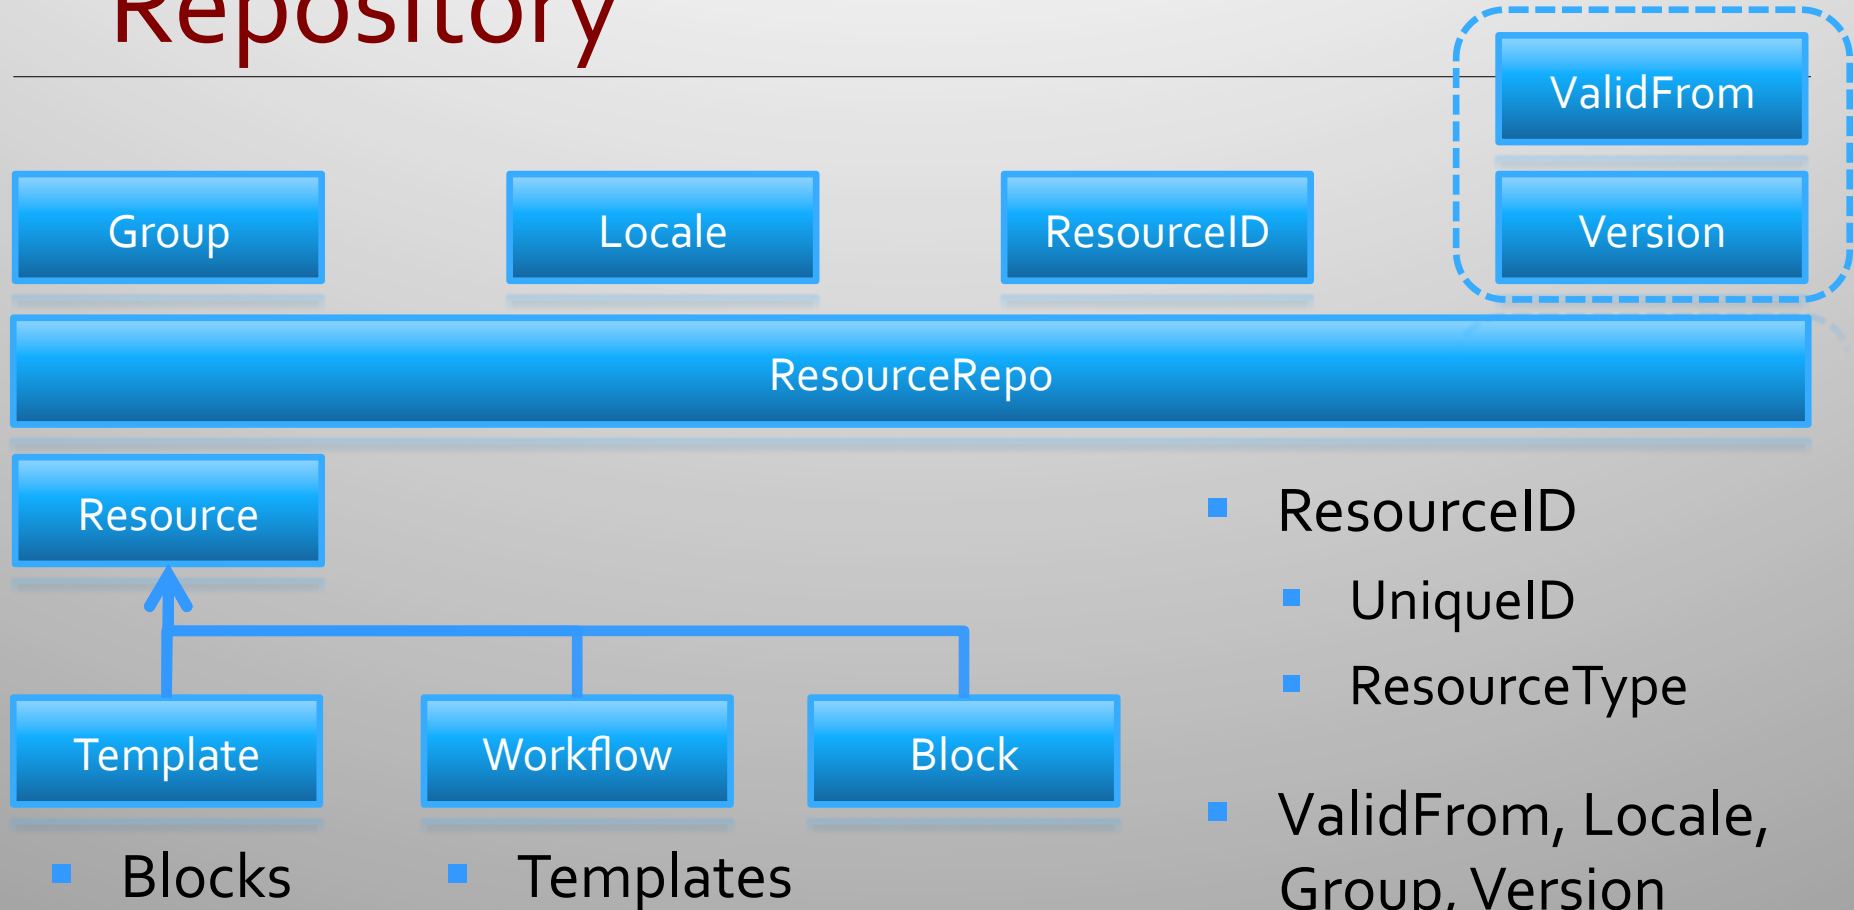 Repository
ValidFrom
Group
Locale
ResourceID
Version
ResourceRepo
Resource
Template
Workflow
Block
Blocks
Templates
ResourceID
UniqueID
ResourceType
ValidFrom, Locale,
Group, Version